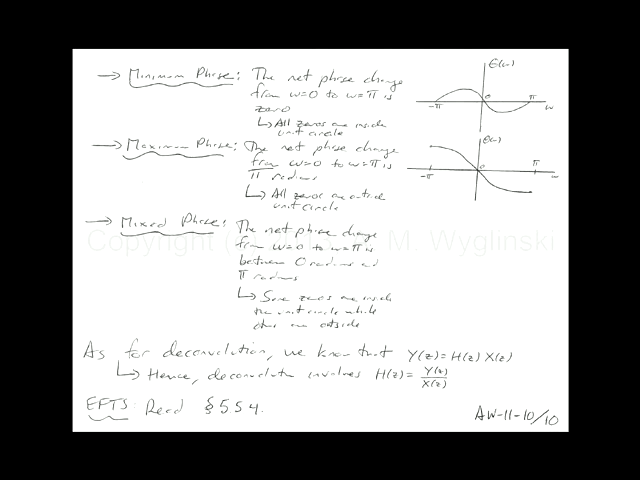 → Minimum Phase: The net phase change
from ω=0 to ω=π is
zero
↳ All zeros are inside
unit circle
Θ(ω)
-π 0 π ω
→ Maximum Phase: The net phase change
from ω=0 to ω=π is
π radians
↳ All zeros are outside
unit circle
Θ(ω)
-π 0 π ω
→ Mixed Phase: The net phase change
from ω=0 to ω=π is
between 0 radians and
π radians
↳ Some zeros are inside
the unit circle while
others are outside
Copyright M. Wyglinski
As for deconvolution, we know that Y(z)=H(z)X(z)
↳ Hence, deconvolution involves H(z)= Y(z)/X(z)
EFTS: Read § 5.5.4.
AW-11-10/10